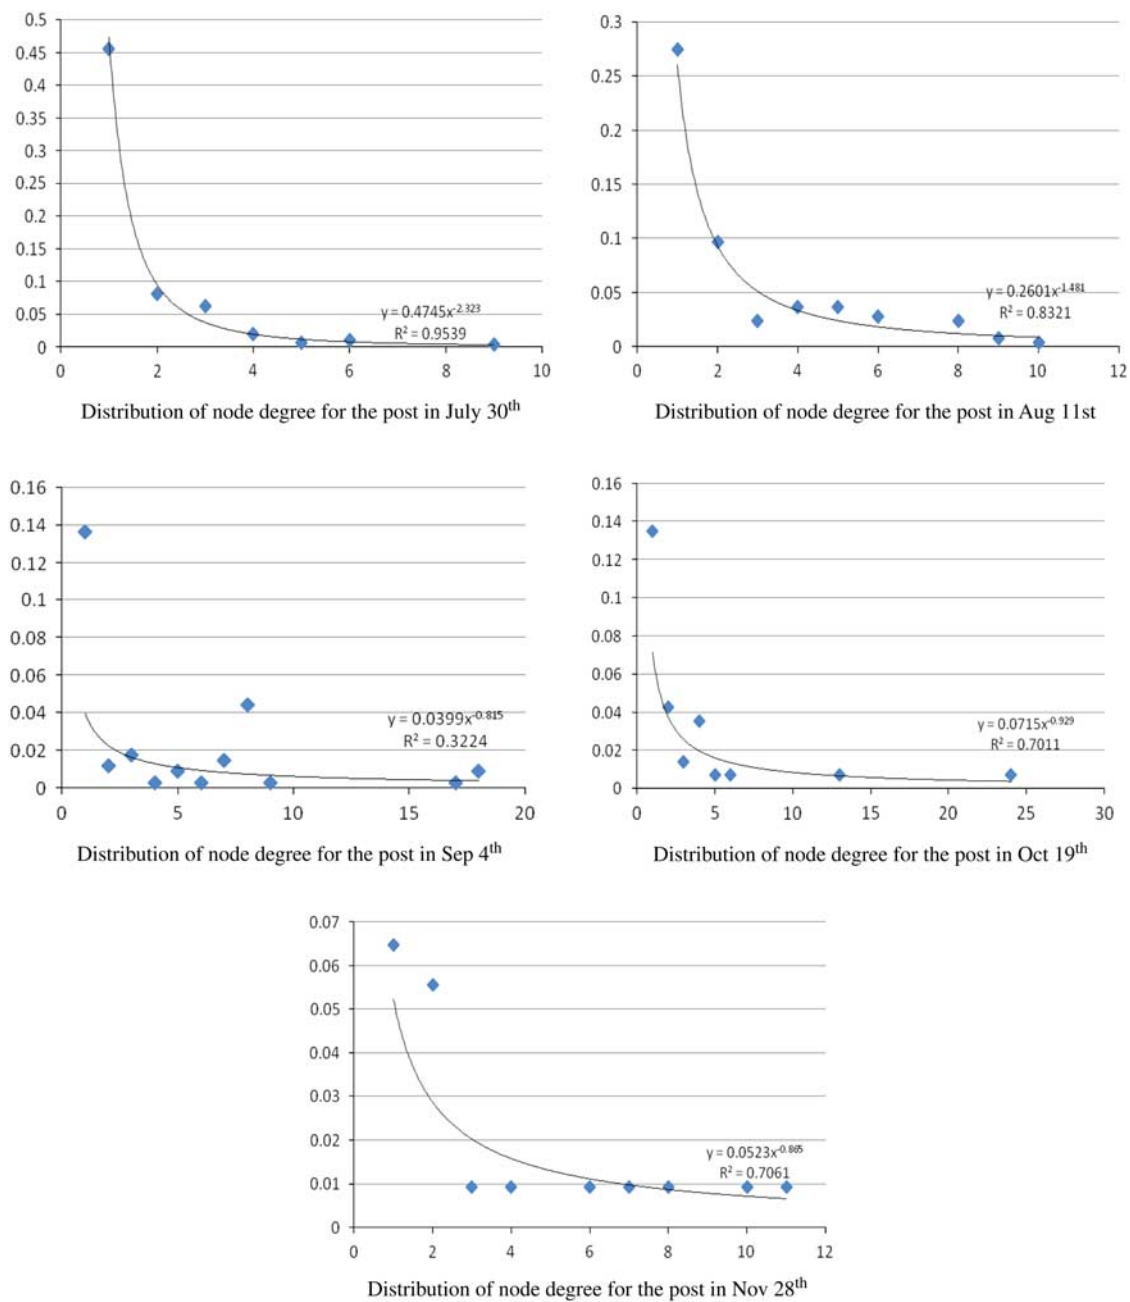 0.5
0.45
0.4
0.35
0.3
0.25
0.2
0.15
0.1
0.05
0
0 2 4 6 8 10
y = 0.4745x^-2.323
R² = 0.9539
Distribution of node degree for the post in July 30th
0.3
0.25
0.2
0.15
0.1
0.05
0
0 2 4 6 8 10 12
y = 0.2601x^-1.481
R² = 0.8321
Distribution of node degree for the post in Aug 11st
0.16
0.14
0.12
0.1
0.08
0.06
0.04
0.02
0
0 5 10 15 20
y = 0.0399x^-0.815
R² = 0.3224
Distribution of node degree for the post in Sep 4th
0.16
0.14
0.12
0.1
0.08
0.06
0.04
0.02
0
0 5 10 15 20 25 30
y = 0.0715x^-0.929
R² = 0.7011
Distribution of node degree for the post in Oct 19th
0.07
0.06
0.05
0.04
0.03
0.02
0.01
0
0 2 4 6 8 10 12
y = 0.0523x^-0.865
R² = 0.7061
Distribution of node degree for the post in Nov 28th